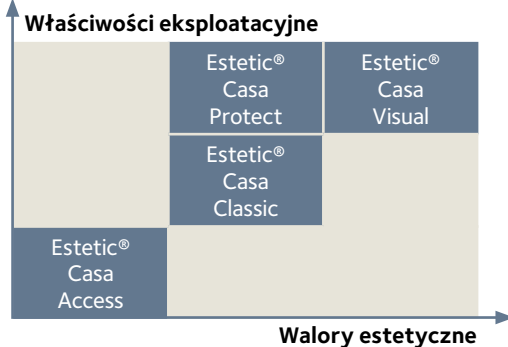 Właściwości eksploatacyjne
Estetic®
Casa
Protect
Estetic®
Casa
Visual
Estetic®
Casa
Classic
Estetic®
Casa
Access
Walory estetyczne